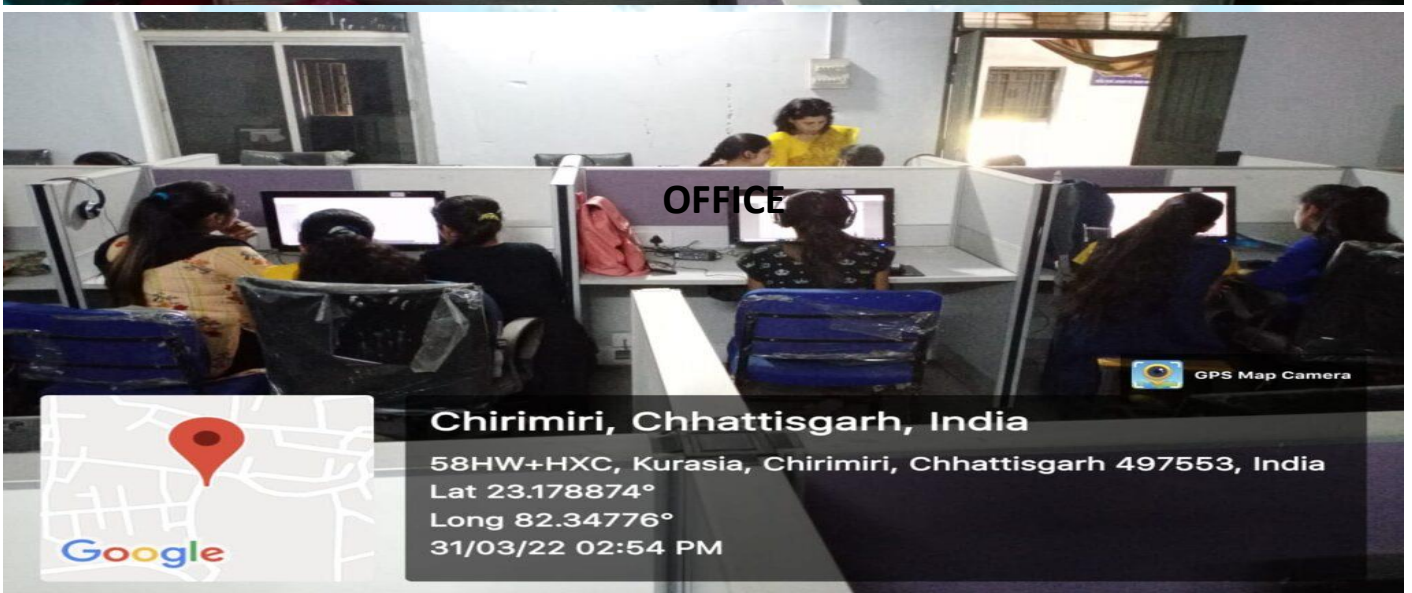 OFFICE
GPS Map Camera
Chirimiri, Chhattisgarh, India
58HW+HXC, Kurasia, Chirimiri, Chhattisgarh 497553, India
Lat 23.178874°
Long 82.34776°
31/03/22 02:54 PM
Google